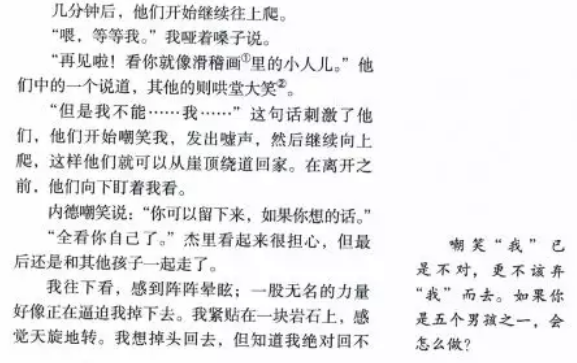 几分钟后，他们开始继续往上爬。
“喂，等等我。”我哑着嗓子说。
“再见啦！看你就像滑稽画①里的小人儿。”他
们中的一个说道，其他的则哄堂大笑②。
“但是我不能……我……”这句话刺激了他
们，他们开始嘲笑我，发出嘘声，然后继续向上
爬，这样他们就可以从崖顶绕道回家。在离开之
前，他们向下盯着我看。
内德嘲笑说：“你可以留下来，如果你想的话。”
“全看你自己了。”杰里看起来很担心，但最
后还是和其他孩子一起走了。
我往下看，感到阵阵晕眩；一股无名的力量
好像正在逼迫我掉下去。我紧贴在一块岩石上，感
觉天旋地转。我想掉头回去，但知道我绝对回不
嘲笑“我”已
是不对，更不该弃
“我”而去。如果你
是五个男孩之一，会
怎么做？